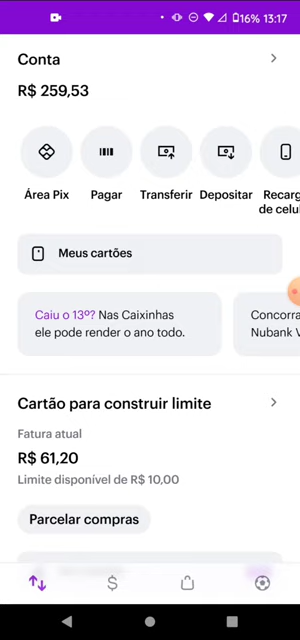 16% 13:17
Conta
R$ 259,53
Área Pix
Pagar
Transferir
Depositar
Recarg
de celu
Meus cartões
Caiu o 13º? Nas Caixinhas
ele pode render o ano todo.
Concorra
Nubank V
Cartão para construir limite
Fatura atual
R$ 61,20
Limite disponível de R$ 10,00
Parcelar compras